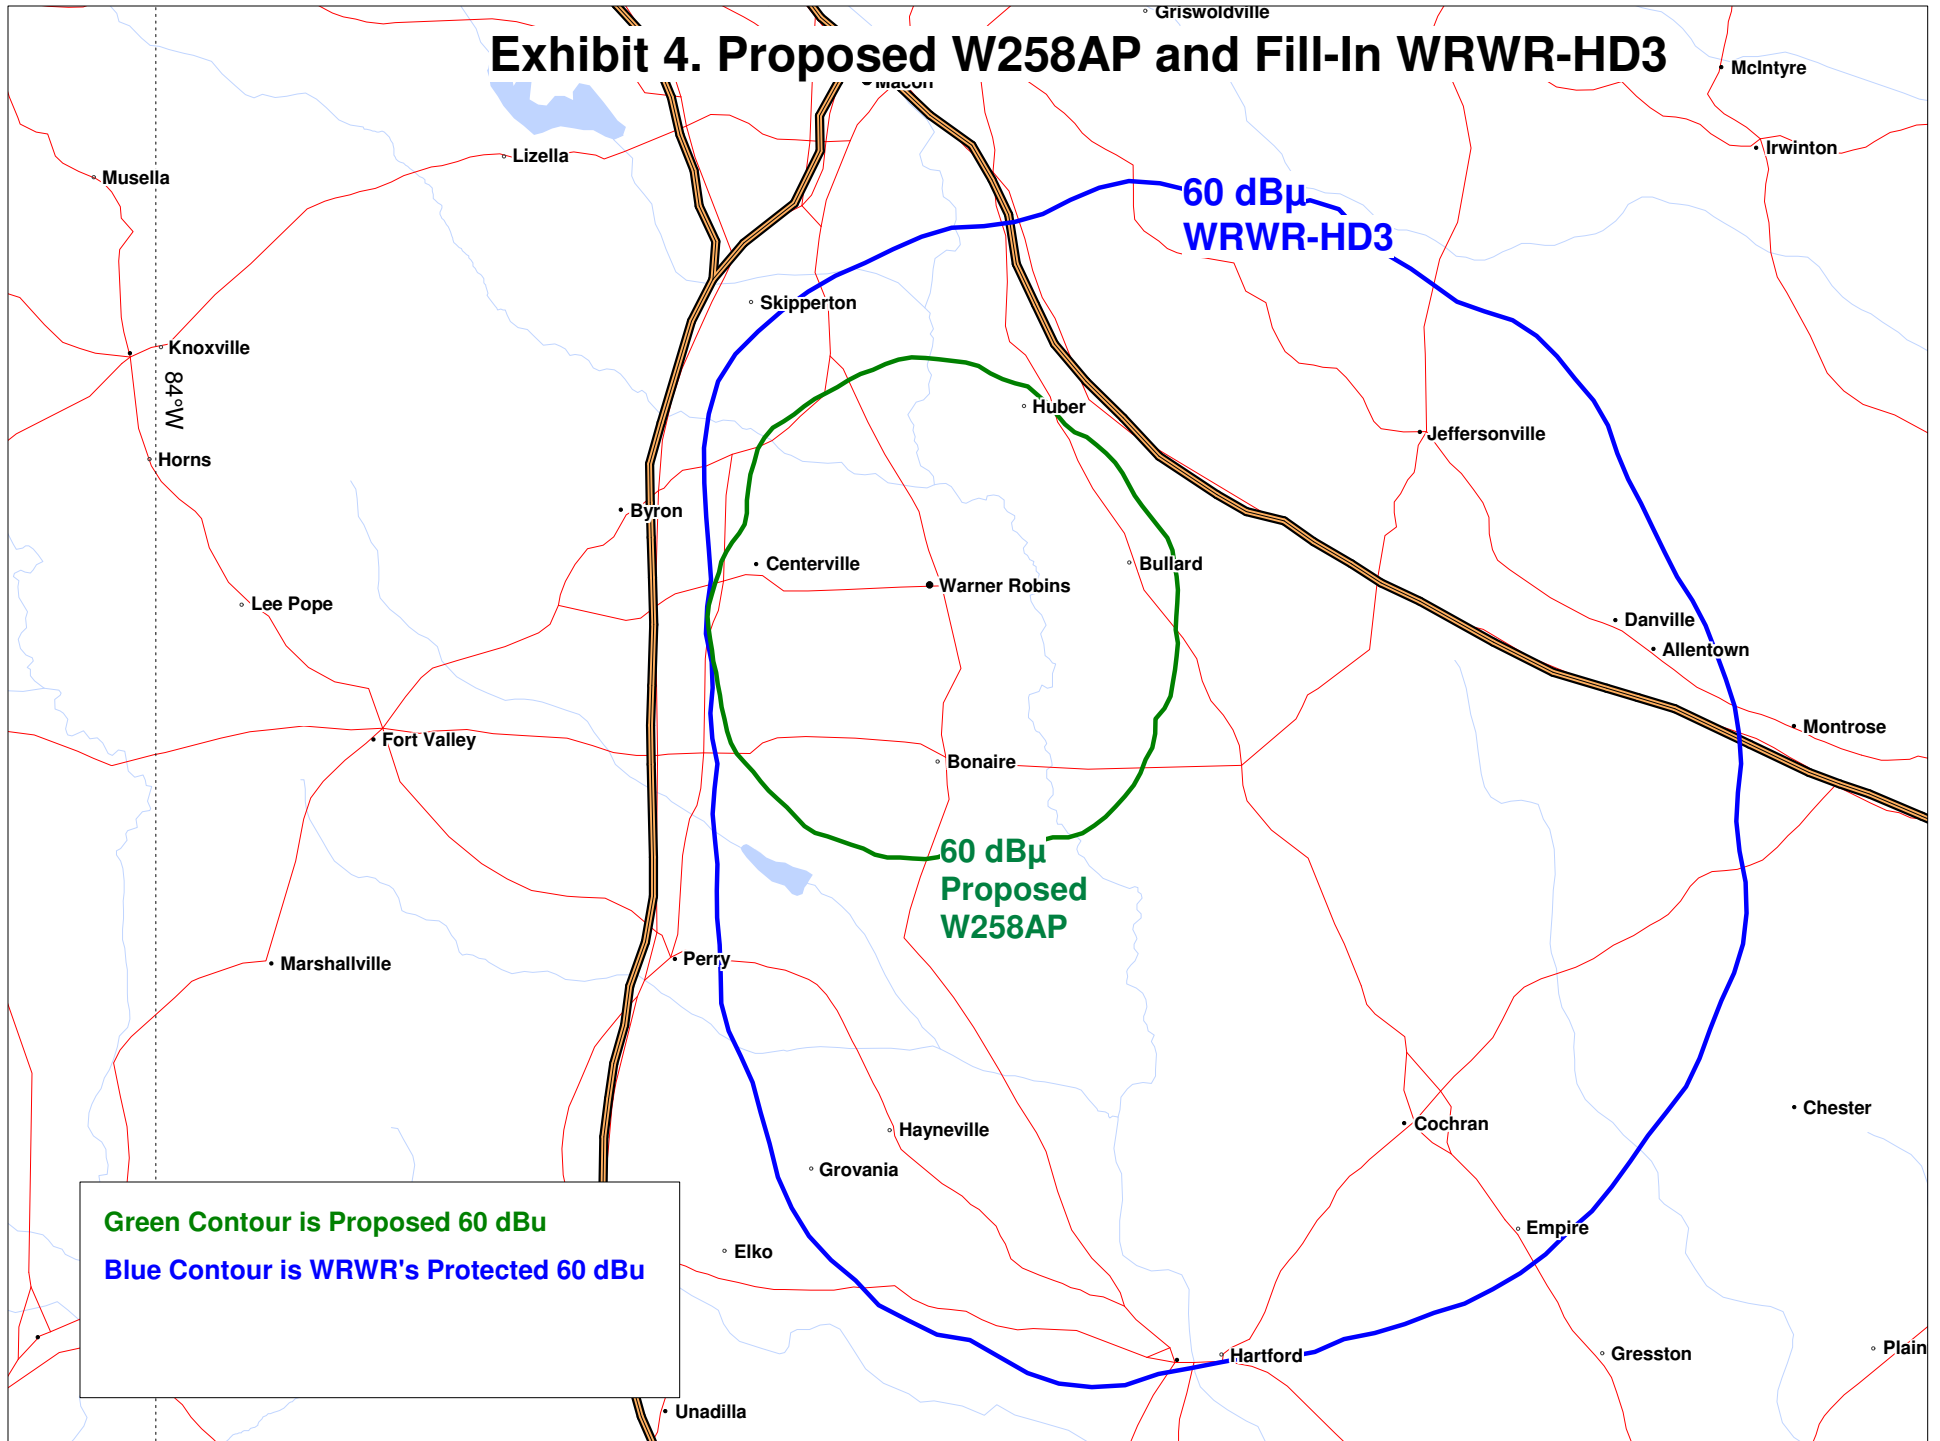 Griswoldville
Exhibit 4. Proposed W258AP and Fill-In WRWR-HD3
McIntyre
Macon
Irwinton
Lizella
Musella
60 dBµ
WRWR-HD3
Skipperton
Knoxville
84°W
Huber
Jeffersonville
Horns
Byron
Centerville
Bullard
Warner Robins
Lee Pope
Danville
Allentown
Montrose
Fort Valley
Bonaire
60 dBµ
Proposed
W258AP
Perry
Marshallville
Chester
Cochran
Hayneville
Grovania
Green Contour is Proposed 60 dBu
Empire
Elko
Blue Contour is WRWR's Protected 60 dBu
Plain
Gresston
Hartford
Unadilla